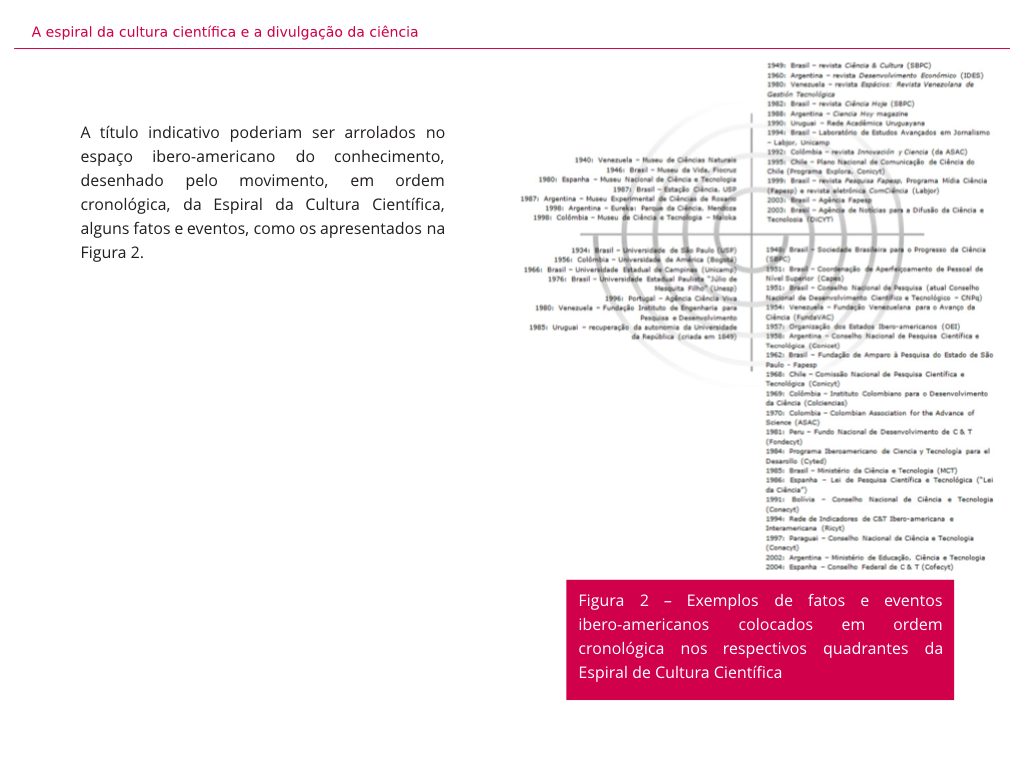 A espiral da cultura científica e a divulgação da ciência
A título indicativo poderiam ser arrolados no
espaço ibero-americano do conhecimento,
desenhado pelo movimento, em ordem
cronológica, da Espiral da Cultura Científica,
alguns fatos e eventos, como os apresentados na
Figura 2.
1940: Venezuela – Museu de Ciências Naturais
1946: Brasil – Museu da Vida, Fiocruz
1980: Espanha – Museu Nacional de Ciência e Tecnologia
1987: Brasil – Estação Ciência, USP
1987: Argentina – Museu Experimental de Ciências de Rosario
1998: Argentina – Eureka: Parque da Ciência, Mendoza
1998: Colômbia – Museu de Ciência e Tecnologia – Maloka
1934: Brasil – Universidade de São Paulo (USP)
1956: Colômbia – Universidade de América (Bogotá)
1966: Brasil – Universidade Estadual de Campinas (Unicamp)
1976: Brasil – Universidade Estadual Paulista "Júlio de
Mesquita Filho" (Unesp)
1996: Portugal – Agência Ciência Viva
1980: Venezuela – Fundação Instituto de Engenharia para
Pesquisa e Desenvolvimento
1985: Uruguai – recuperação da autonomia da Universidade
da República (criada em 1849)
1949: Brasil – revista Ciência & Cultura (SBPC)
1960: Argentina – revista Desenvolvimento Econômico (IDES)
1980: Venezuela – revista Espácios: Revista Venezolana de
Gestión Tecnológica
1982: Brasil – revista Ciência Hoje (SBPC)
1988: Argentina – Ciencia Hoy magazine
1990: Uruguai – Rede Acadêmica Uruguayana
1994: Brasil – Laboratório de Estudos Avançados em Jornalismo
– Labjor, Unicamp
1992: Colômbia – revista Innovación y Ciencia (da ASAC)
1995: Chile – Plano Nacional de Comunicação de Ciência do
Chile (Programa Explora, Conicyt)
1999: Brasil – revista Pesquisa Fapesp, Programa Mídia Ciência
(Fapesp) e revista eletrônica ComCiência (Labjor)
2003: Brasil – Agência Fapesp
2003: Brasil – Agência de Notícias para a Difusão da Ciência e
Tecnologia (DiCYT)
1948: Brasil – Sociedade Brasileira para o Progresso da Ciência
(SBPC)
1951: Brasil – Coordenação de Aperfeiçoamento de Pessoal de
Nível Superior (Capes)
1951: Brasil – Conselho Nacional de Pesquisa (atual Conselho
Nacional de Desenvolvimento Científico e Tecnológico – CNPq)
1954: Venezuela – Fundação Venezuelana para o Avanço da
Ciência (FundaVAC)
1957: Organização dos Estados Ibero-americanos (OEI)
1958: Argentina – Conselho Nacional de Pesquisa Científica e
Tecnológica (Conicet)
1962: Brasil – Fundação de Amparo à Pesquisa do Estado de São
Paulo – Fapesp
1968: Chile – Comissão Nacional de Pesquisa Científica e
Tecnológica (Conicyt)
1969: Colômbia – Instituto Colombiano para o Desenvolvimento
da Ciência (Colciencias)
1970: Colombia – Colombian Association for the Advance of
Science (ASAC)
1981: Peru – Fundo Nacional de Desenvolvimento de C & T
(Fondecyt)
1984: Programa Iberoamericano de Ciencia y Tecnología para el
Desarollo (Cyted)
1985: Brasil – Ministério da Ciência e Tecnologia (MCT)
1986: Espanha – Lei de Pesquisa Científica e Tecnológica ("Lei
da Ciência")
1991: Bolívia – Conselho Nacional de Ciência e Tecnologia
(Conacyt)
1994: Rede de Indicadores de C&T Ibero-americana e
Interamericana (Ricyt)
1997: Paraguai – Conselho Nacional de Ciência e Tecnologia
(Conacyt)
2002: Argentina – Ministério de Educação, Ciência e Tecnologia
2004: Espanha – Conselho Federal de C & T (Cofecyt)
Figura 2 – Exemplos de fatos e eventos
ibero-americanos colocados em ordem
cronológica nos respectivos quadrantes da
Espiral de Cultura Científica